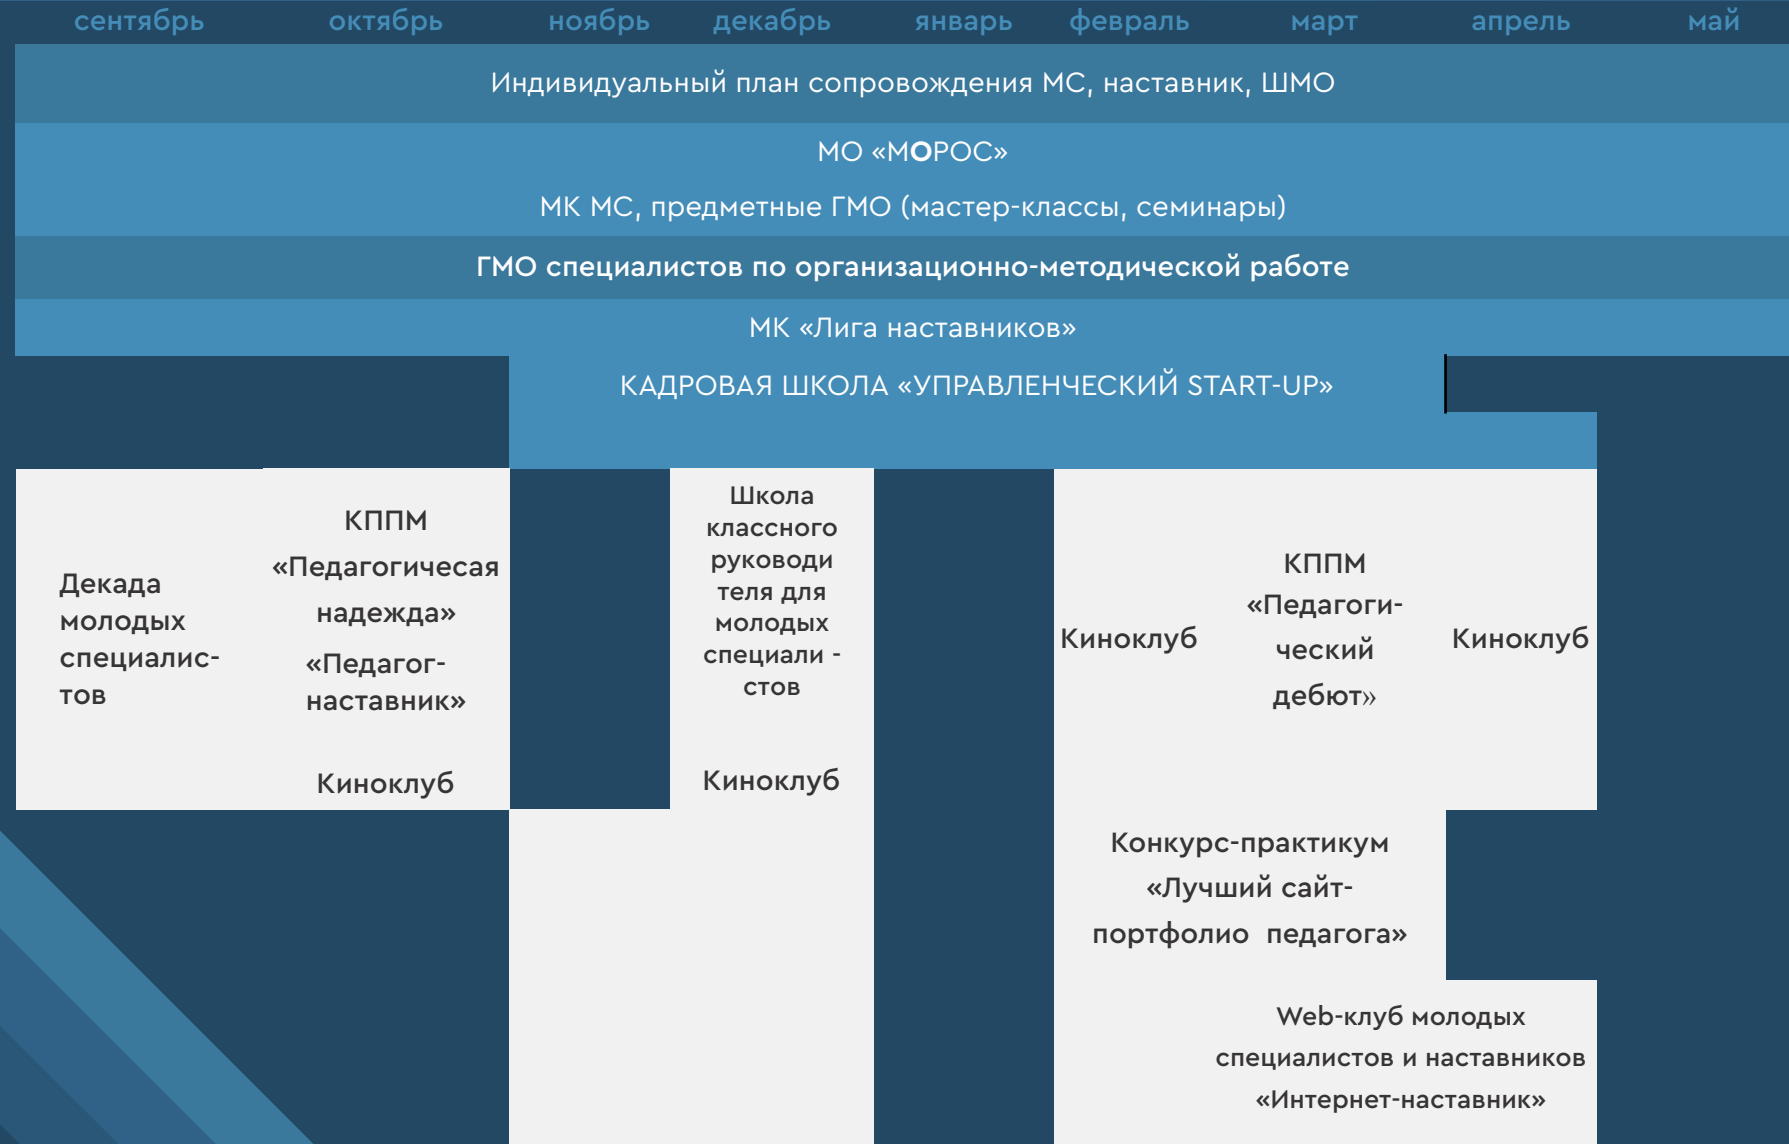 сентябрь октябрь ноябрь декабрь январь февраль март апрель май
Индивидуальный план сопровождения МС, наставник, ШМО
МО «МОРОС»
МК МС, предметные ГМО (мастер-классы, семинары)
ГМО специалистов по организационно-методической работе
МК «Лига наставников»
КАДРОВАЯ ШКОЛА «УПРАВЛЕНЧЕСКИЙ START-UP»
Декада
молодых
специалис-
тов
КППМ
«Педагогичесая
надежда»
«Педагог-
наставник»
Киноклуб
Школа
классного
руководи
теля для
молодых
специали -
стов
Киноклуб
Киноклуб
КППМ
«Педагоги-
ческий
дебют»
Киноклуб
Конкурс-практикум
«Лучший сайт-
портфолио педагога»
Web-клуб молодых
специалистов и наставников
«Интернет-наставник»